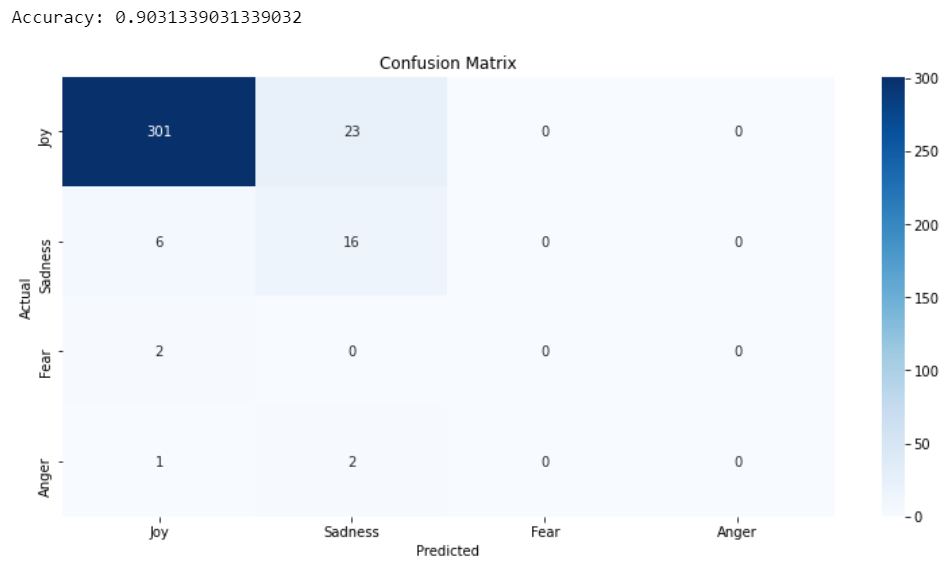 Accuracy: 0.9031339031339032
Confusion Matrix
Joy 301 23 0 0
Sadness 6 16 0 0
Fear 2 0 0 0
Anger 1 2 0 0
Actual
Joy Sadness Fear Anger
Predicted
300
250
200
150
100
50
0